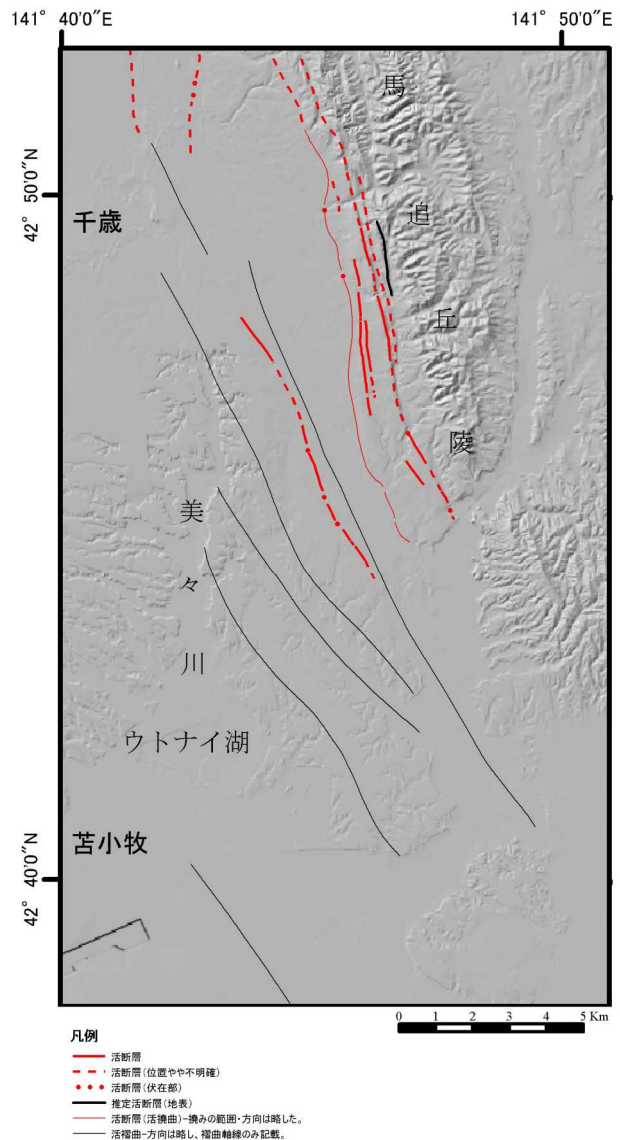 141° 40'0"E
141° 50'0"E
42° 50'0"N
42° 40'0"N
馬追丘陵
千歳
美々川
ウトナイ湖
苫小牧
0 1 2 3 4 5 Km
凡例
活断層
活断層(位置やや不明確)
活断層(伏在部)
推定活断層(地表)
活断層(活撓曲)-撓みの範囲・方向は略した。
活褶曲-方向は略し、褶曲軸線のみ記載。